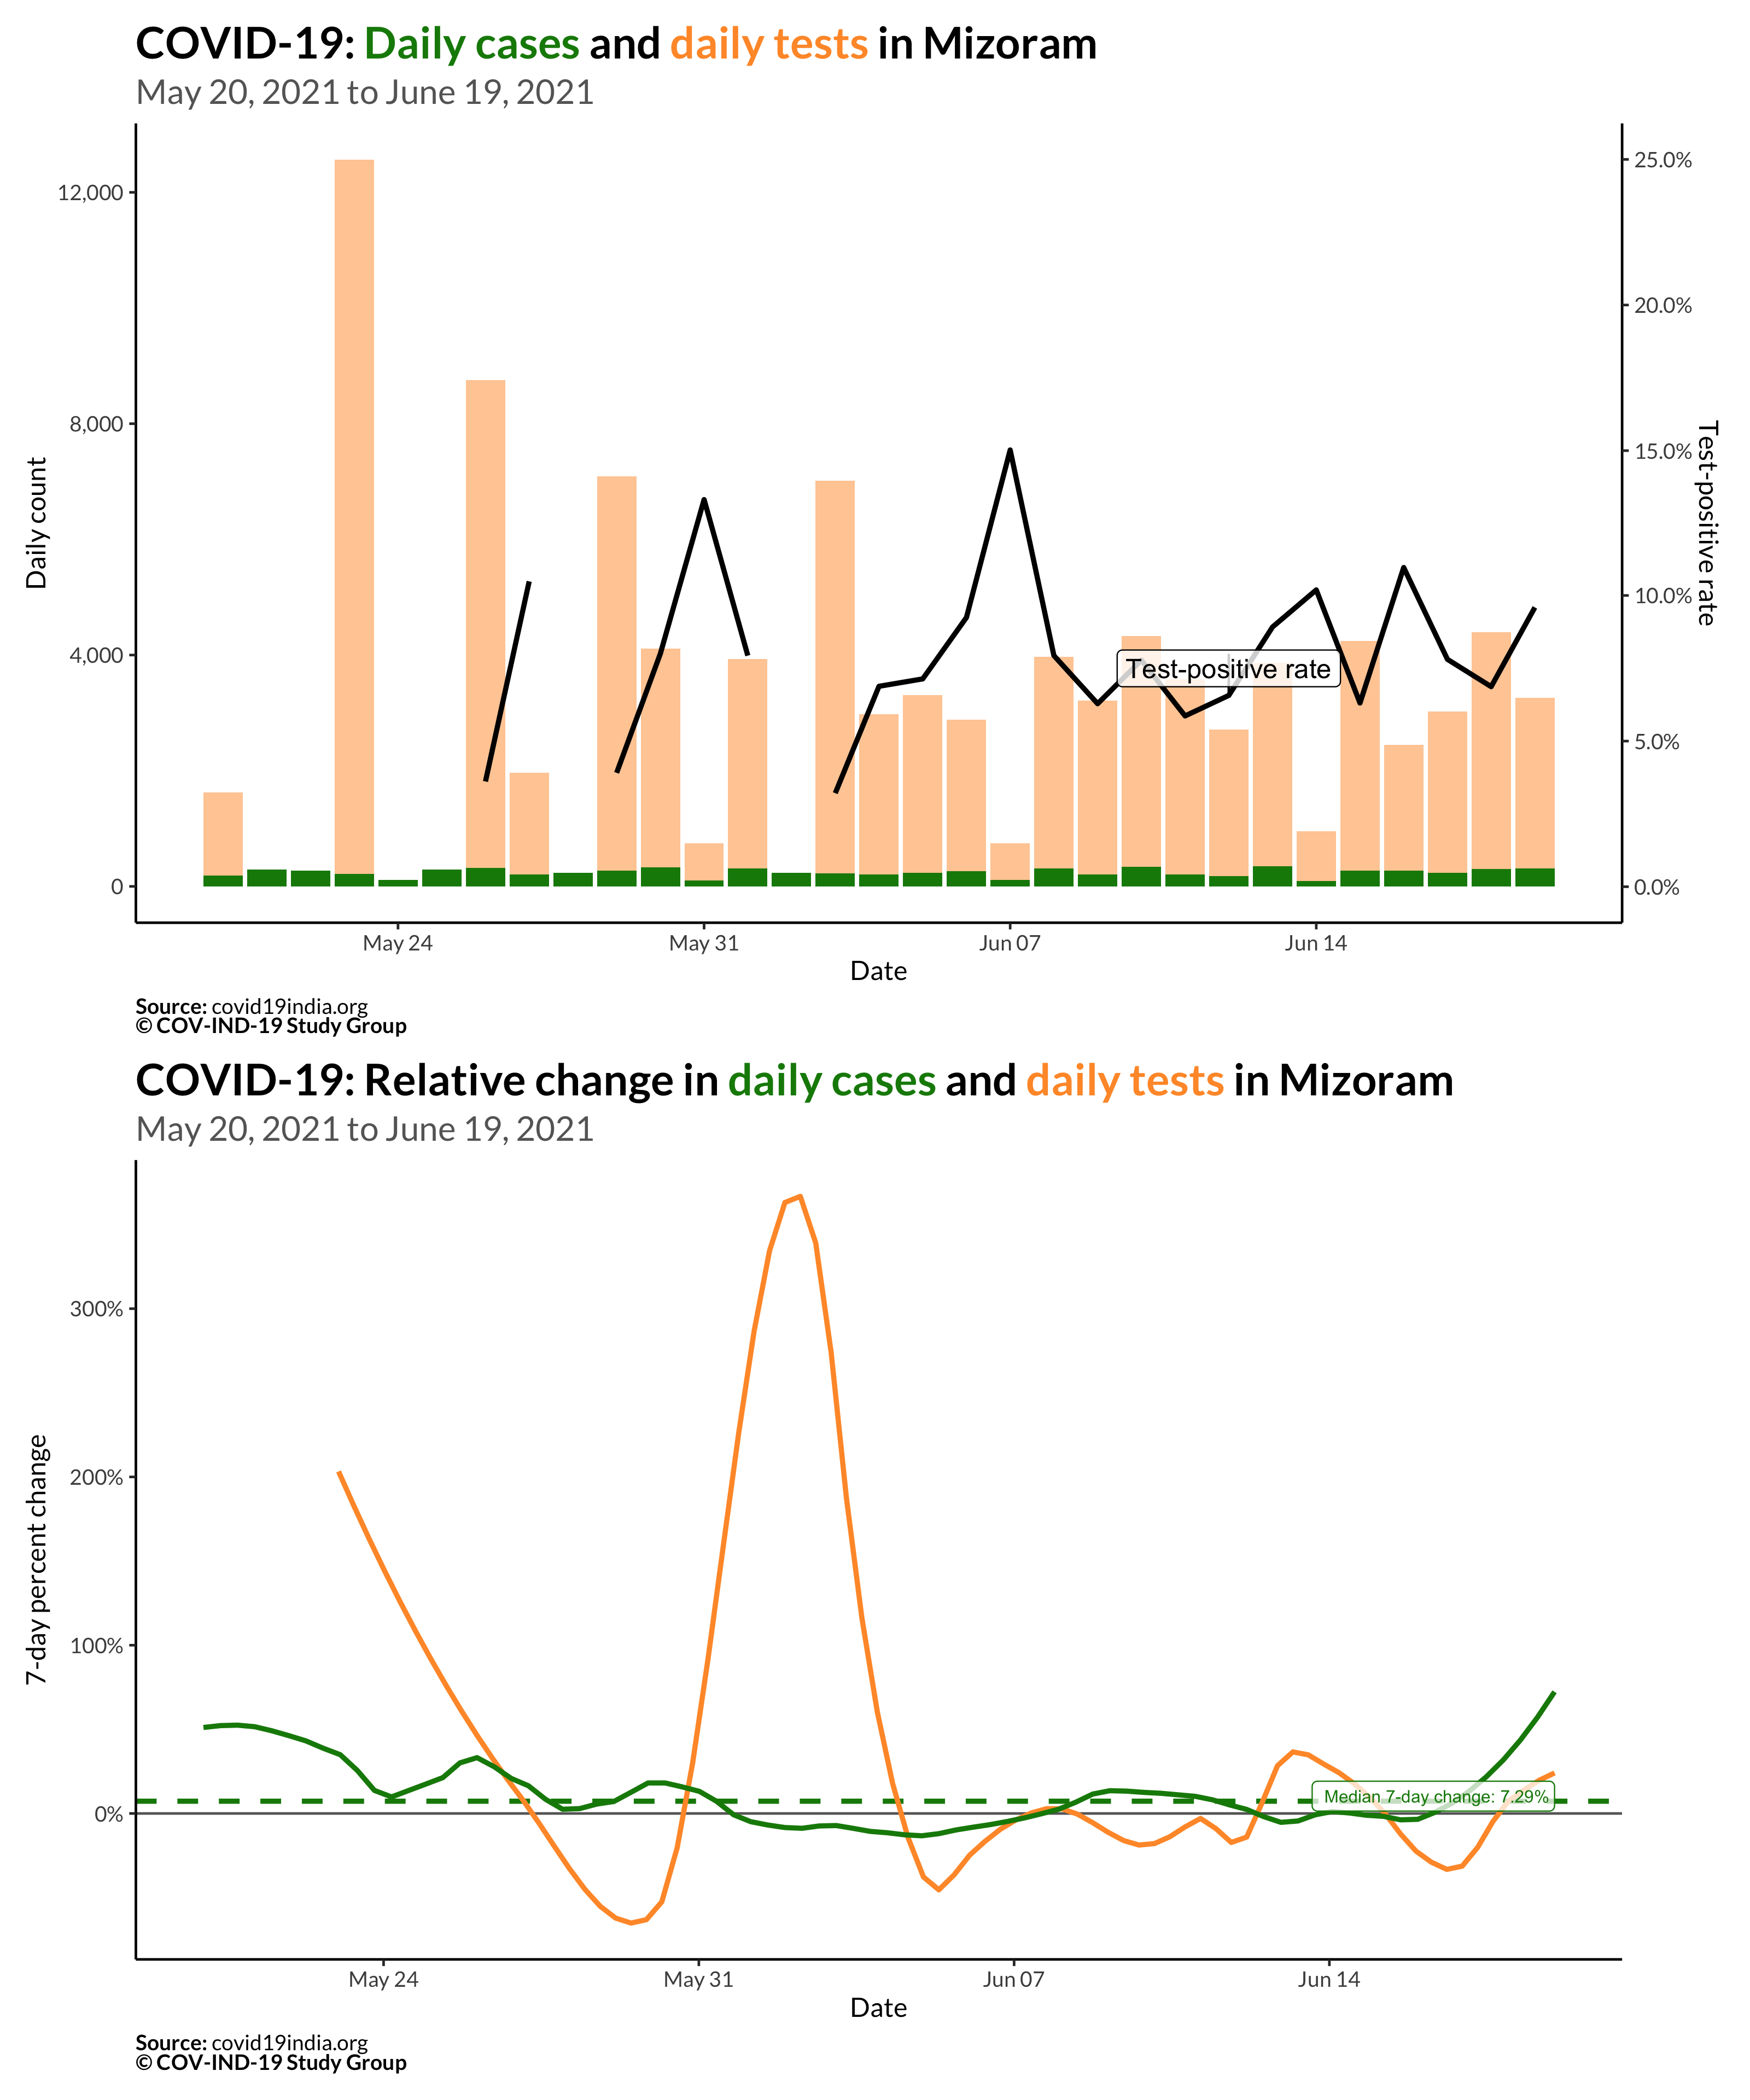 COVID-19: Daily cases and daily tests in Mizoram
May 20, 2021 to June 19, 2021
12,000
8,000
4,000
0
Daily count
25.0%
20.0%
15.0%
10.0%
5.0%
0.0%
Test-positive rate
Test-positive rate
May 24
May 31
Jun 07
Jun 14
Date
Source: covid19india.org
© COV-IND-19 Study Group
COVID-19: Relative change in daily cases and daily tests in Mizoram
May 20, 2021 to June 19, 2021
300%
200%
100%
0%
7-day percent change
Median 7-day change: 7.29%
May 24
May 31
Jun 07
Jun 14
Date
Source: covid19india.org
© COV-IND-19 Study Group